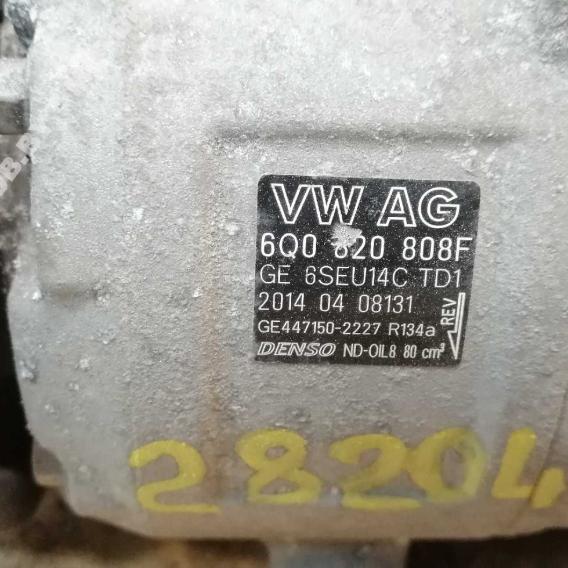 VW AG
6Q0 820 808F
GE 6SEU14C TD1
2014 04 08131
GE447150-2227 R134a
REV
DENSO ND-OIL8 80 cm³
28204